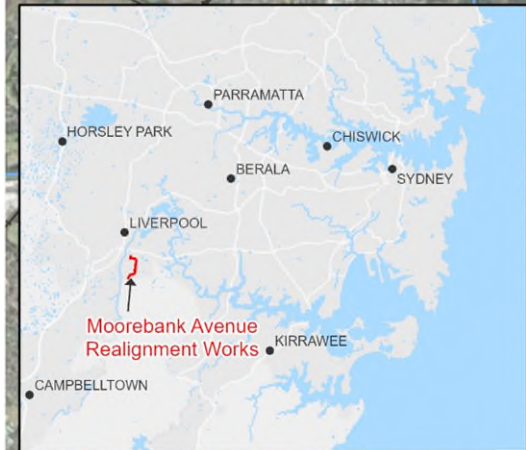 PARRAMATTA
HORSLEY PARK
CHISWICK
BERALA
SYDNEY
LIVERPOOL
Moorebank Avenue
Realignment Works
KIRRAWEE
CAMPBELLTOWN